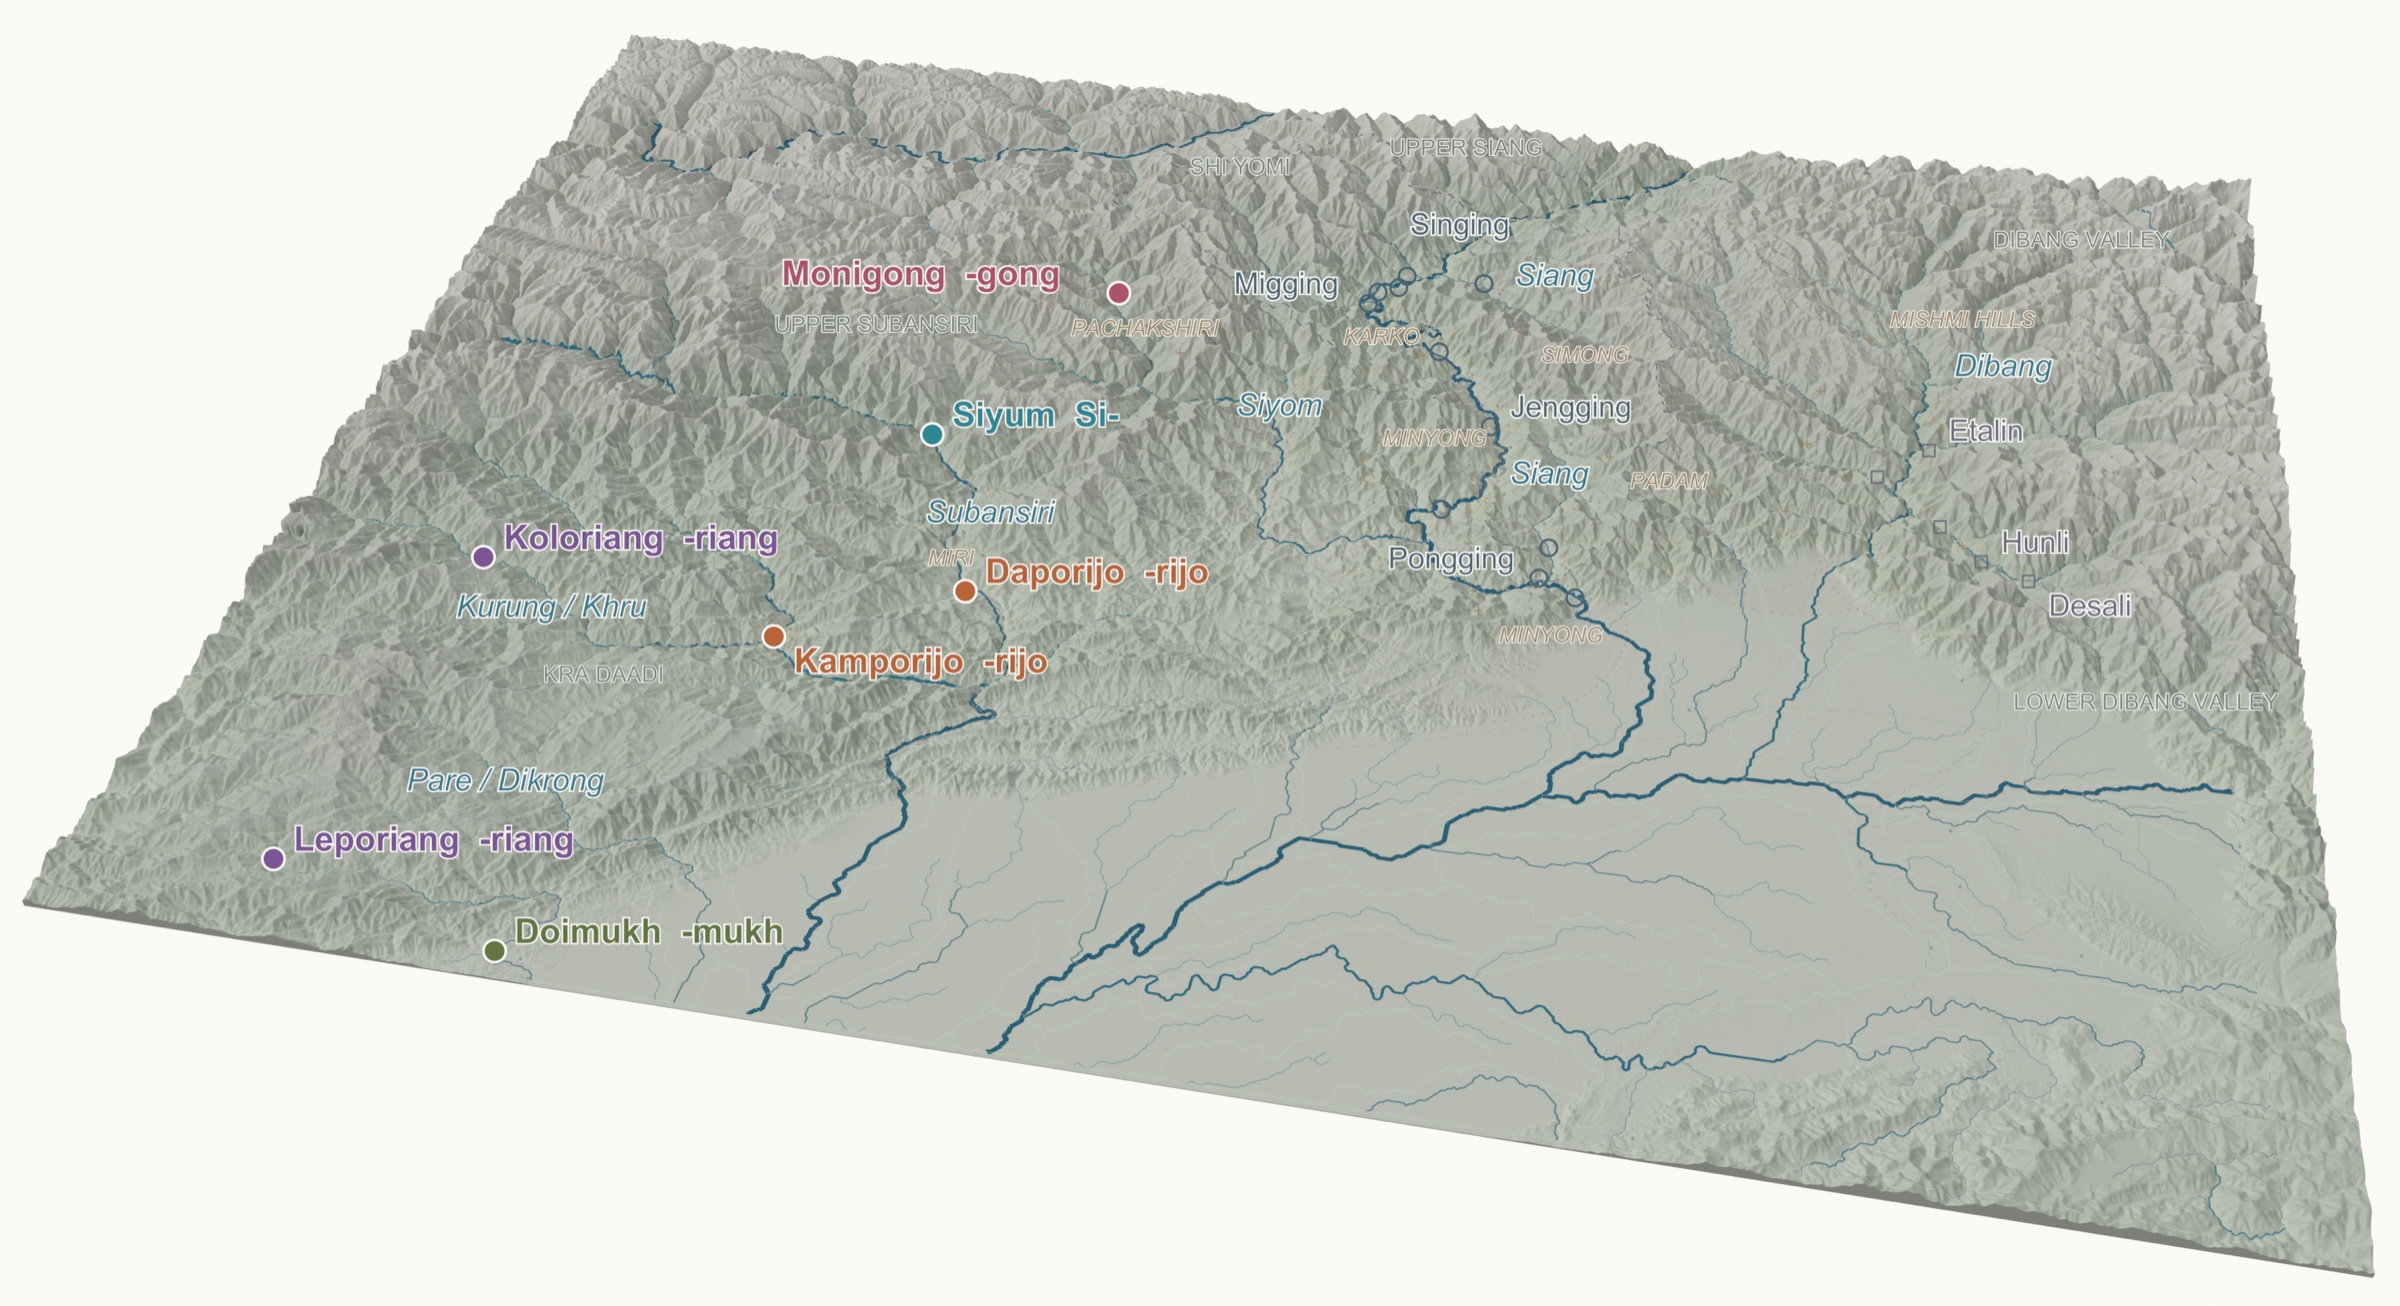 UPPER SIANG
SHI YOMI
Singing
DIBANG VALLEY
Monigong -gong
Migging
Siang
UPPER SUBANSIRI
PACHAKSHIRI
KARKO
SIMONG
MISHMI HILLS
Dibang
Siyum Si-
Siyom
Jengging
MINYONG
Etalin
Siang
PADAM
Subansiri
Koloriang -riang
MIRI
Daporijo -rijo
Pongging
Hunli
Kurung / Khru
Desali
MINYONG
Kamporijo -rijo
KRA DAADI
LOWER DIBANG VALLEY
Pare / Dikrong
Leporiang -riang
Doimukh -mukh